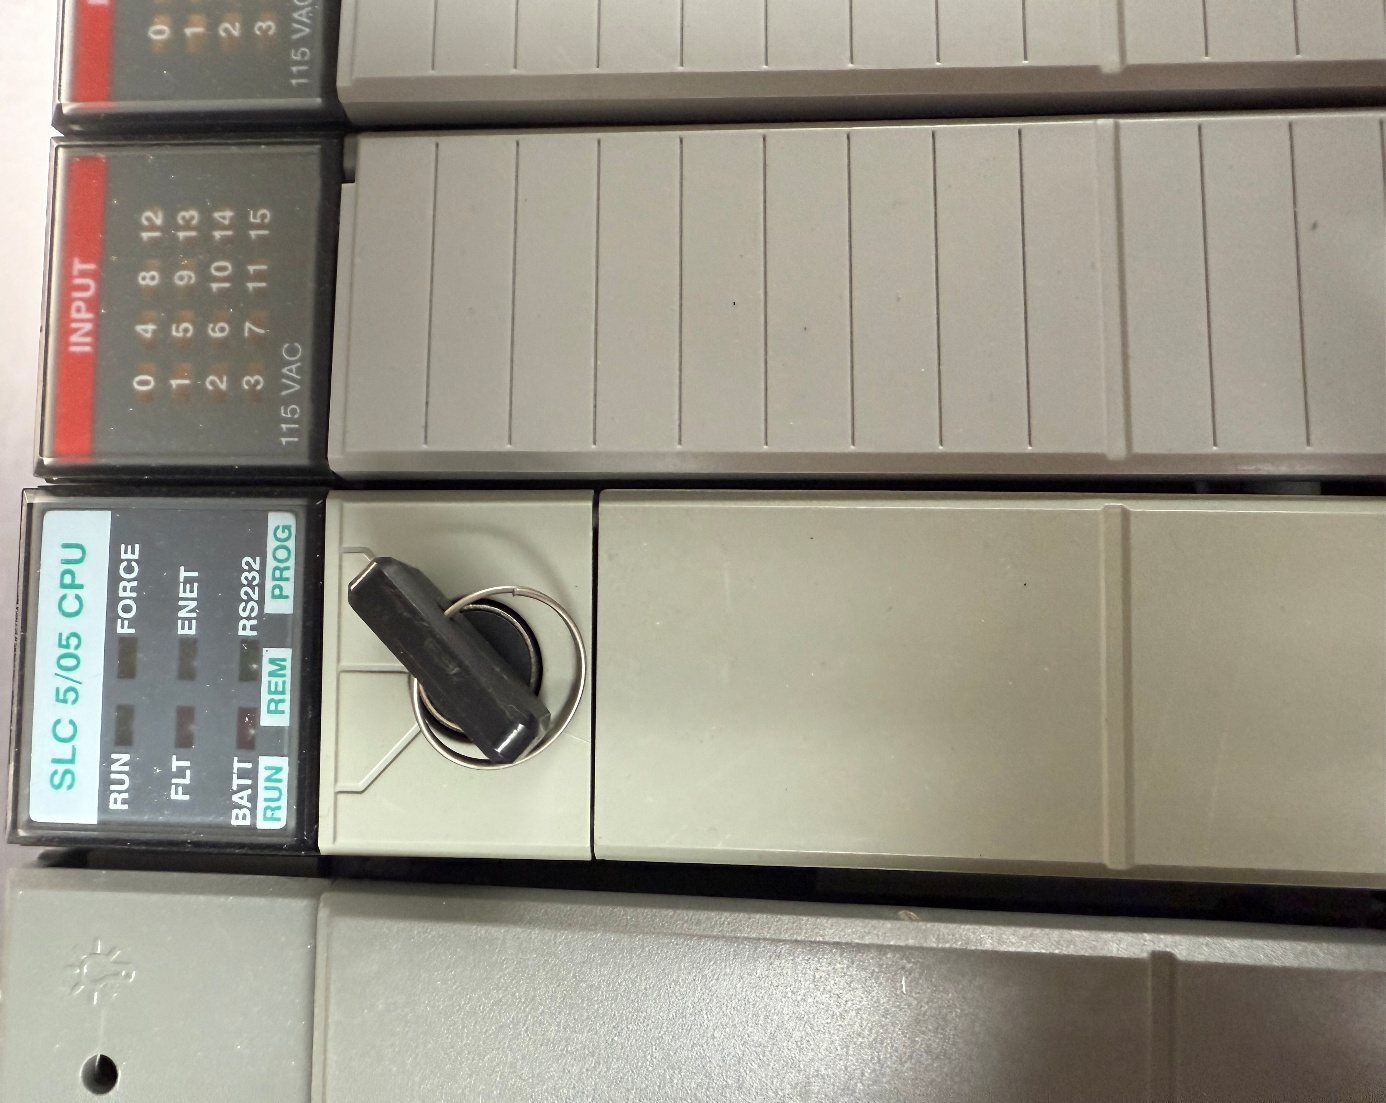 SLC 5/05 CPU
RUN FORCE
FLT ENET
BATT RS232
RUN REM PROG
INPUT
0 4 8 12
1 5 9 13
2 6 10 14
3 7 11 15
115 VAC
0
1
2
3
115 VAC